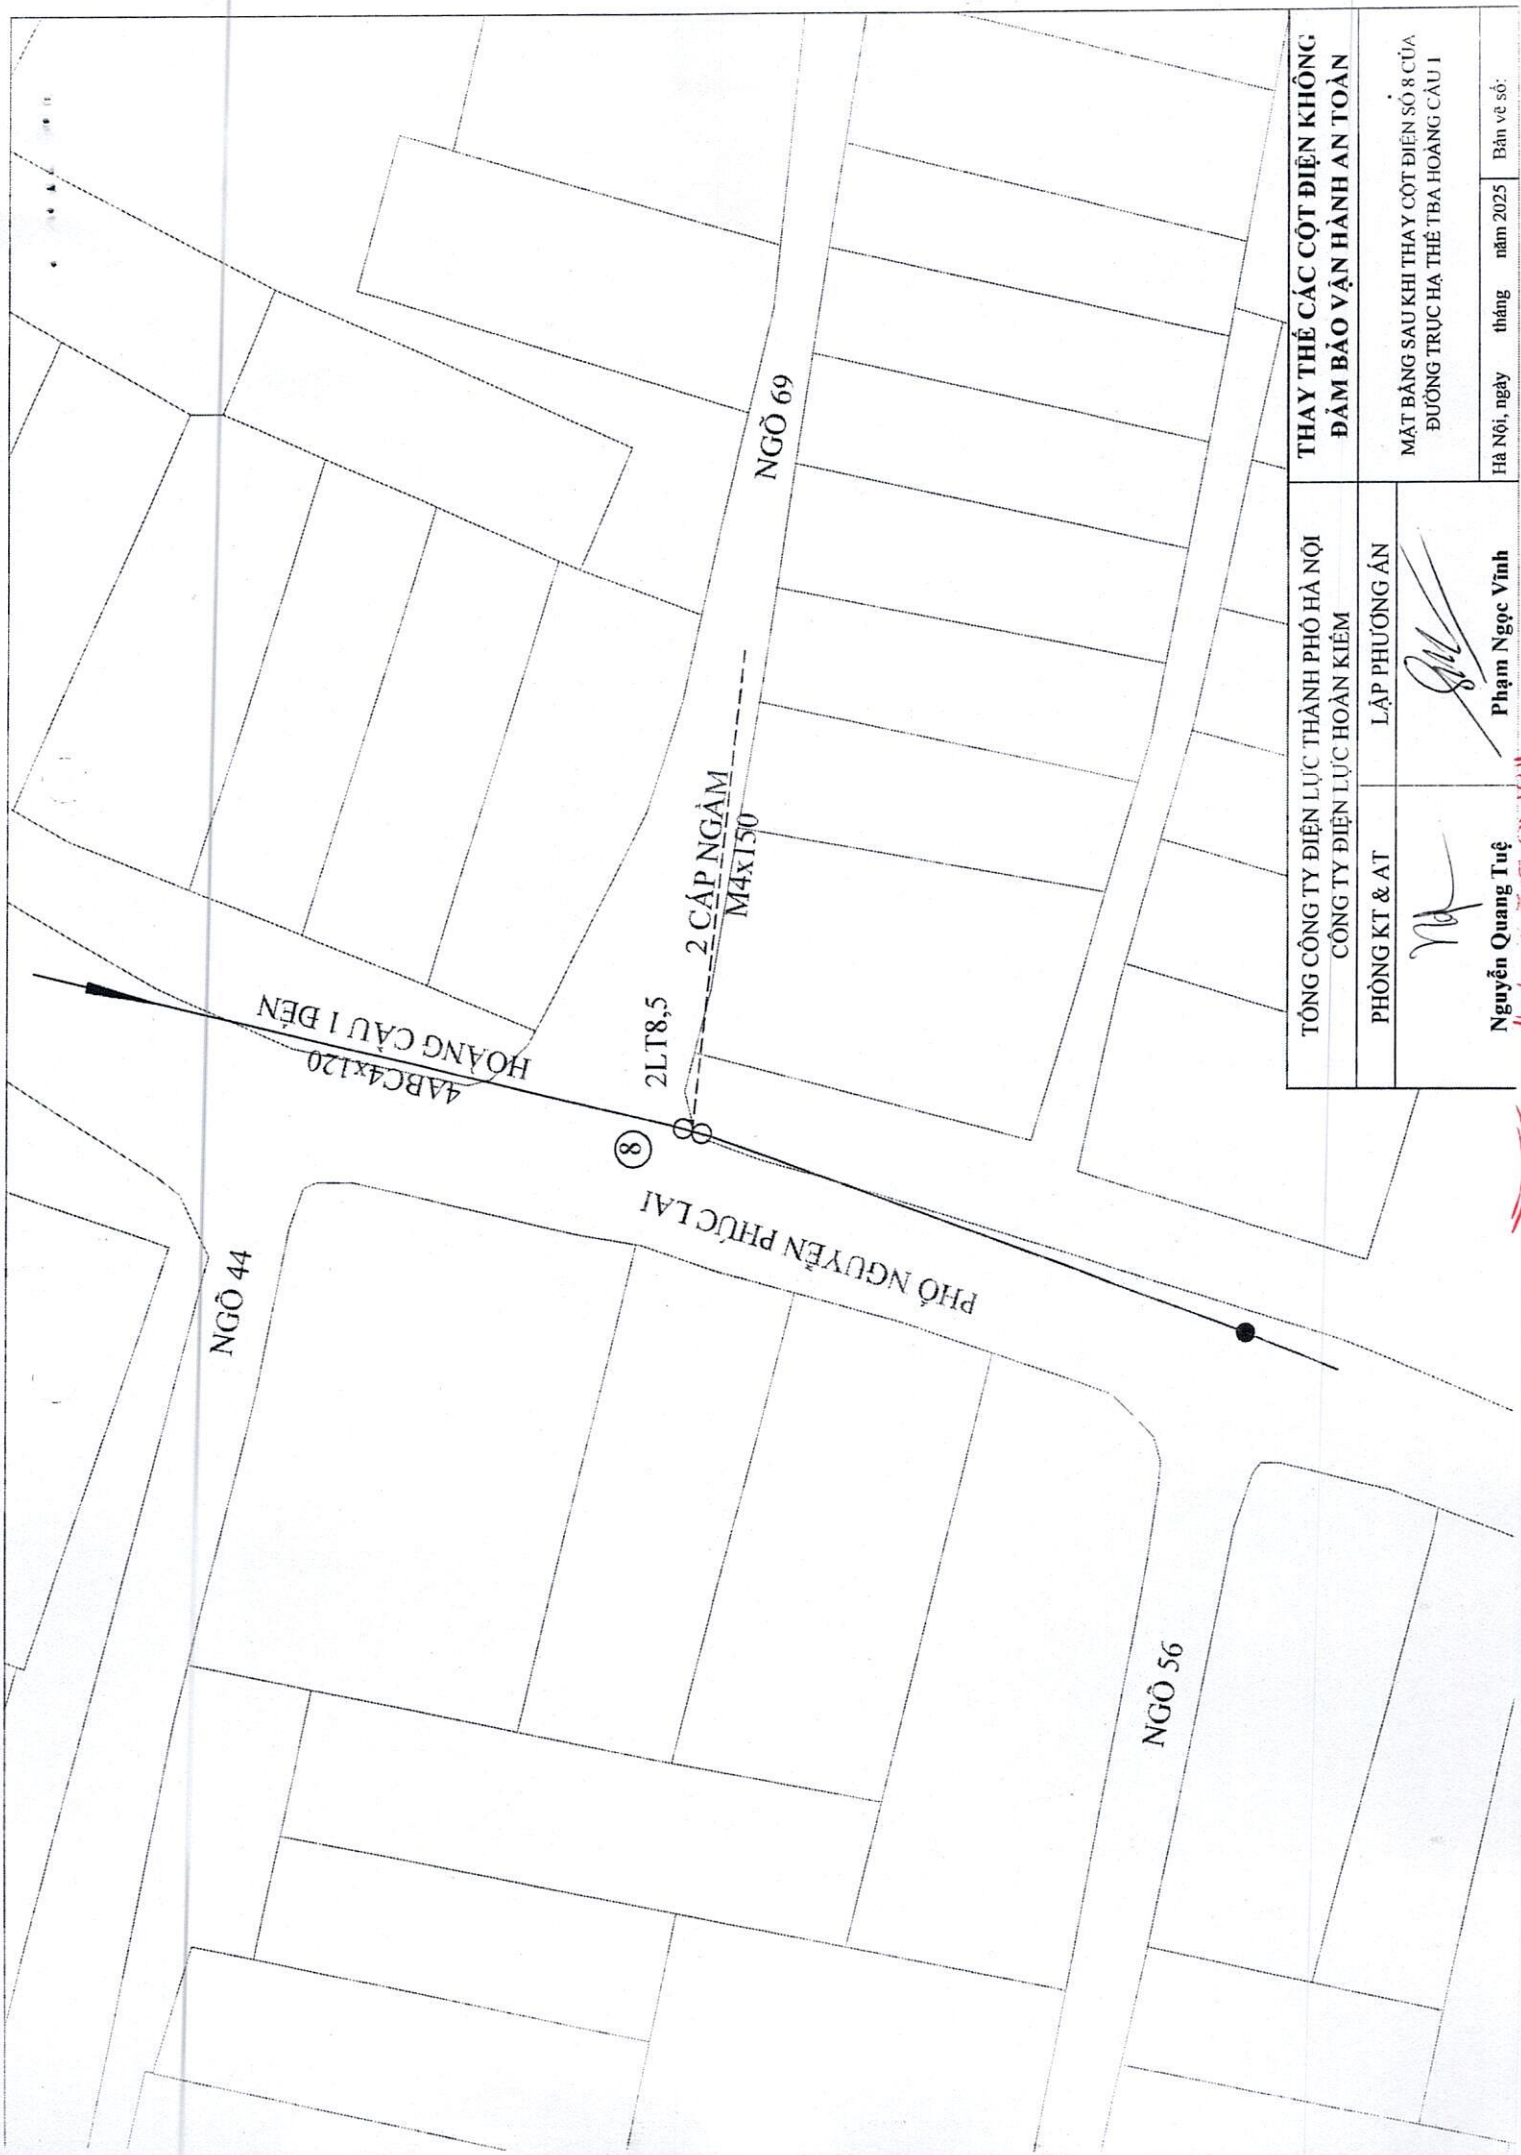 NGÕ 44
HOÀNG CẦU 1 ĐẾN
4ABC4x120
8
2LT8,5
2 CÁP NGẦM
M4x150
NGÕ 69
PHỐ NGUYỄN PHÚC LAI
NGÕ 56
TỔNG CÔNG TY ĐIỆN LỰC THÀNH PHỐ HÀ NỘI
CÔNG TY ĐIỆN LỰC HOÀN KIẾM
THAY THẾ CÁC CỘT ĐIỆN KHÔNG
ĐẢM BẢO VẬN HÀNH AN TOÀN
PHÒNG KT & AT
LẬP PHƯƠNG ÁN
MẶT BẰNG SAU KHI THAY CỘT ĐIỆN SỐ 8 CỦA
ĐƯỜNG TRỤC HẠ THẾ TBA HOÀNG CẦU 1
Nguyễn Quang Tuệ
Phạm Ngọc Vĩnh
Hà Nội, ngày tháng năm 2025
Bản vẽ số: